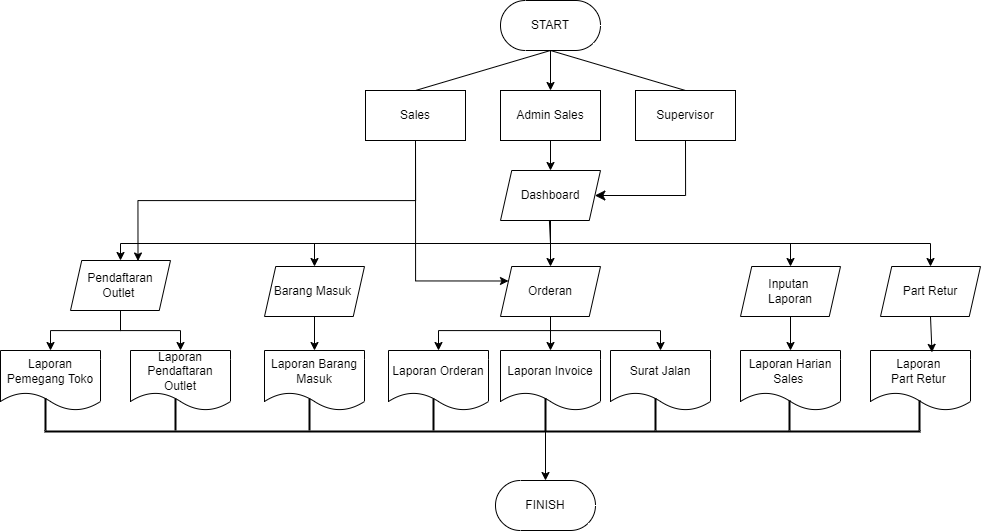 START
Sales
Admin Sales
Supervisor
Dashboard
Pendaftaran
Outlet
Barang Masuk
Orderan
Inputan
Laporan
Part Retur
Laporan
Pemegang Toko
Laporan
Pendaftaran
Outlet
Laporan Barang
Masuk
Laporan Orderan
Laporan Invoice
Surat Jalan
Laporan Harian
Sales
Laporan
Part Retur
FINISH